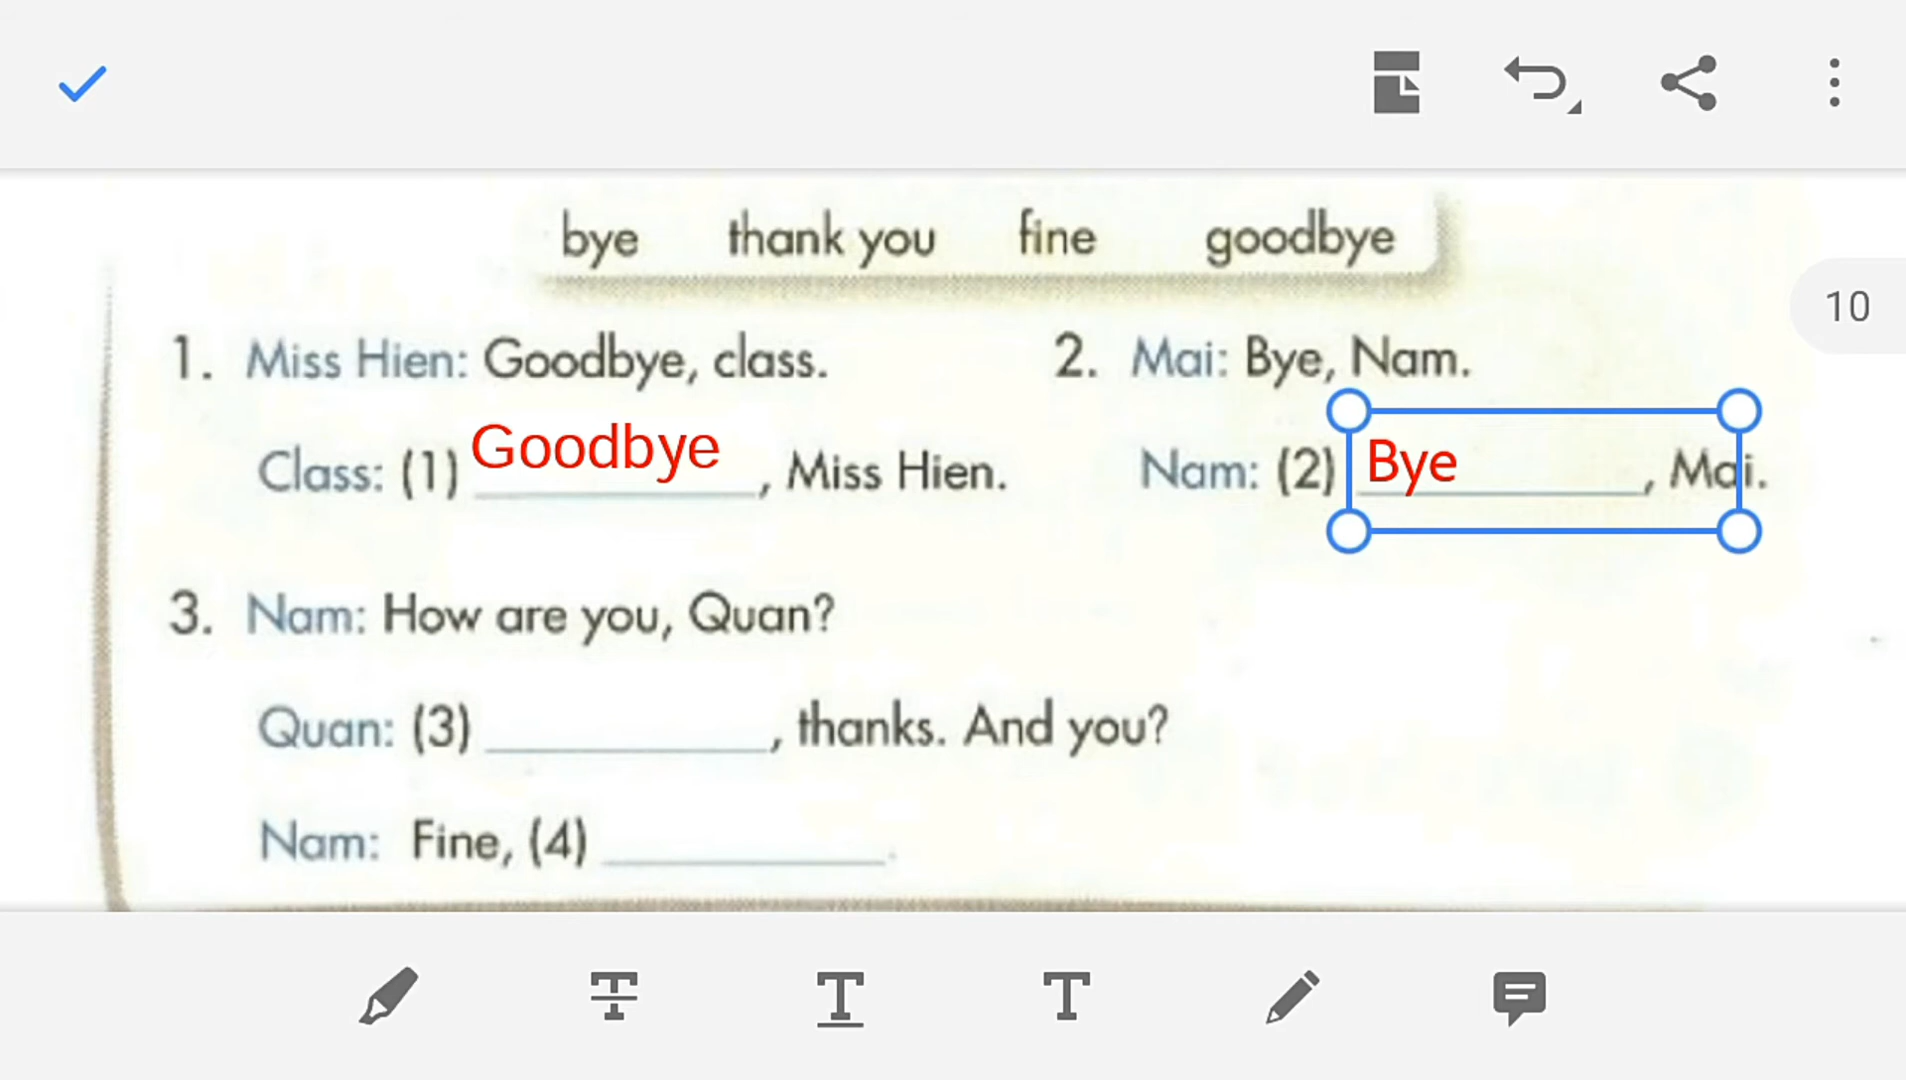 bye thank you fine goodbye
10
1. Miss Hien: Goodbye, class.
Class: (1) Goodbye, Miss Hien.
2. Mai: Bye, Nam.
Nam: (2) Bye, Mai.
3. Nam: How are you, Quan?
Quan: (3) __________, thanks. And you?
Nam: Fine, (4) __________.